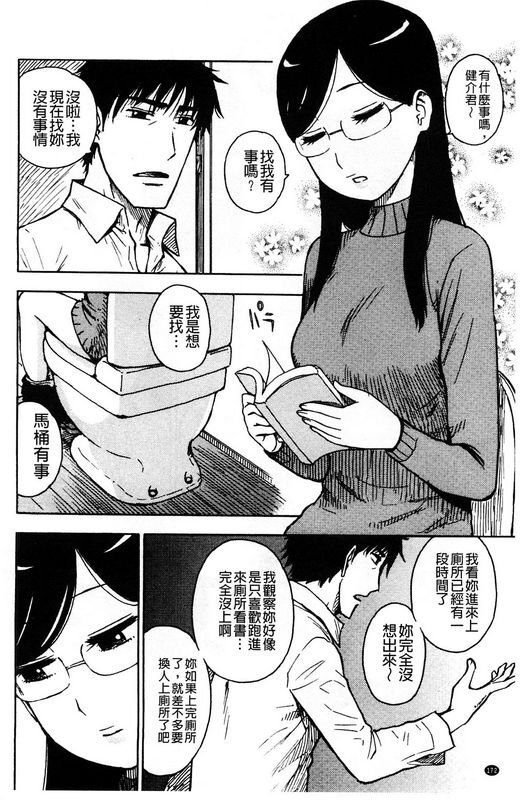 有什麼事嗎，
健介君～
找我有
事嗎？
沒啦…我
現在找妳
沒有事情
我是想
要找…
馬桶有事
パラ
我看妳進來上
廁所已經有一
段時間了
妳完全沒
想出來～
我觀察妳好像
是只喜歡跑進
來廁所看書…
完全沒上啊
妳如果上完廁所
了，就差不多要
換人上廁所了吧
172